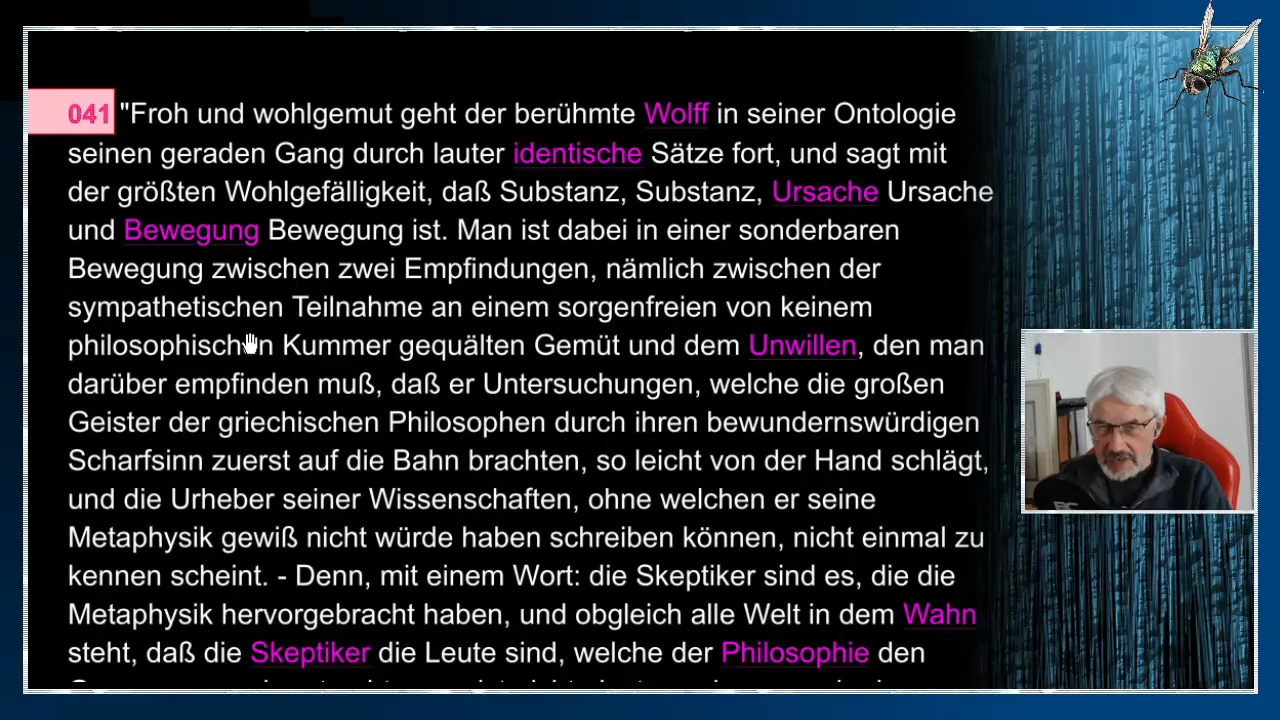 041 "Froh und wohlgemut geht der berühmte Wolff in seiner Ontologie
seinen geraden Gang durch lauter identische Sätze fort, und sagt mit
der größten Wohlgefälligkeit, daß Substanz, Substanz, Ursache Ursache
und Bewegung Bewegung ist. Man ist dabei in einer sonderbaren
Bewegung zwischen zwei Empfindungen, nämlich zwischen der
sympathetischen Teilnahme an einem sorgenfreien von keinem
philosophischen Kummer gequälten Gemüt und dem Unwillen, den man
darüber empfinden muß, daß er Untersuchungen, welche die großen
Geister der griechischen Philosophen durch ihren bewundernswürdigen
Scharfsinn zuerst auf die Bahn brachten, so leicht von der Hand schlägt,
und die Urheber seiner Wissenschaften, ohne welchen er seine
Metaphysik gewiß nicht würde haben schreiben können, nicht einmal zu
kennen scheint. - Denn, mit einem Wort: die Skeptiker sind es, die die
Metaphysik hervorgebracht haben, und obgleich alle Welt in dem Wahn
steht, daß die Skeptiker die Leute sind, welche der Philosophie den